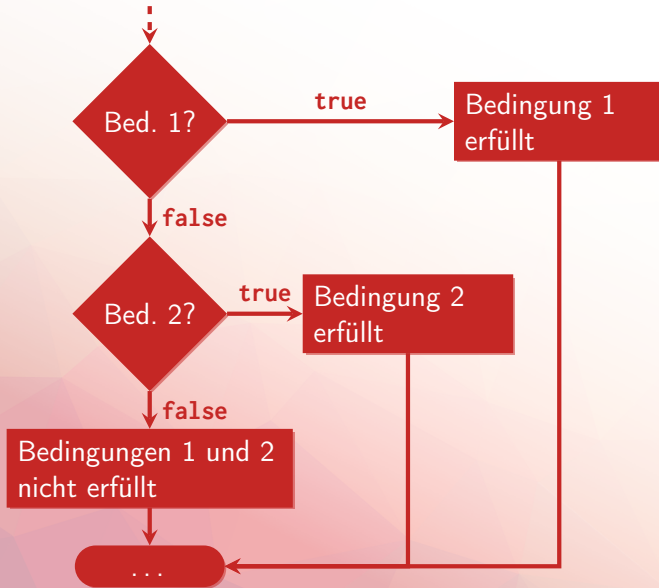 Bed. 1?
true
Bedingung 1
erfüllt
false
Bed. 2?
true
Bedingung 2
erfüllt
false
Bedingungen 1 und 2
nicht erfüllt
...